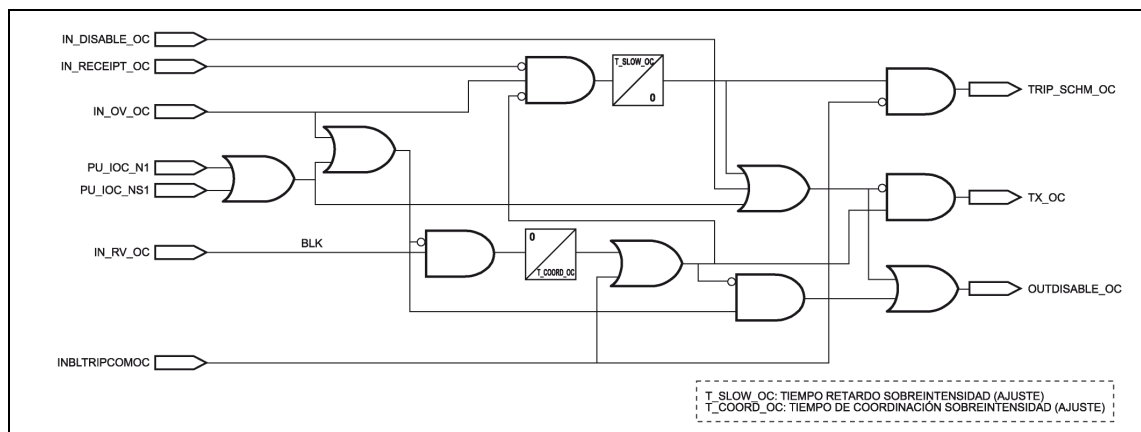 IN_DISABLE_OC
IN_RECEIPT_OC
T_SLOW_OC
0
TRIP_SCHM_OC
IN_OV_OC
PU_IOC_N1
PU_IOC_NS1
TX_OC
IN_RV_OC
BLK
0
T_COORD_OC
OUTDISABLE_OC
INBLTRIPCOMOC
T_SLOW_OC: TIEMPO RETARDO SOBREINTENSIDAD (AJUSTE)
T_COORD_OC: TIEMPO DE COORDINACIÓN SOBREINTENSIDAD (AJUSTE)